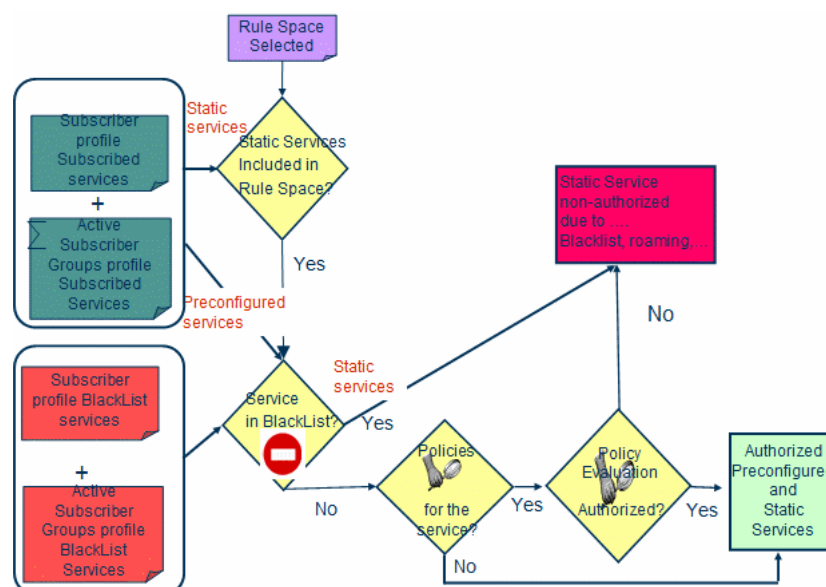 Rule Space
Selected
Static
services
Subscriber
profile
Subscribed
services
+
Active
Subscriber
Groups profile
Subscribed
Services
Static Services
Included in
Rule Space?
Yes
Preconfigured
services
Static Service
non-authorized
due to ....
Blacklist, roaming,...
No
Subscriber
profile BlackList
services
+
Active
Subscriber
Groups profile
BlackList
Services
Service
in BlackList?
Static
services
Yes
No
Policies
for the
service?
Yes
No
Policy
Evaluation
Authorized?
Yes
Authorized
Preconfigure
and
Static
Services